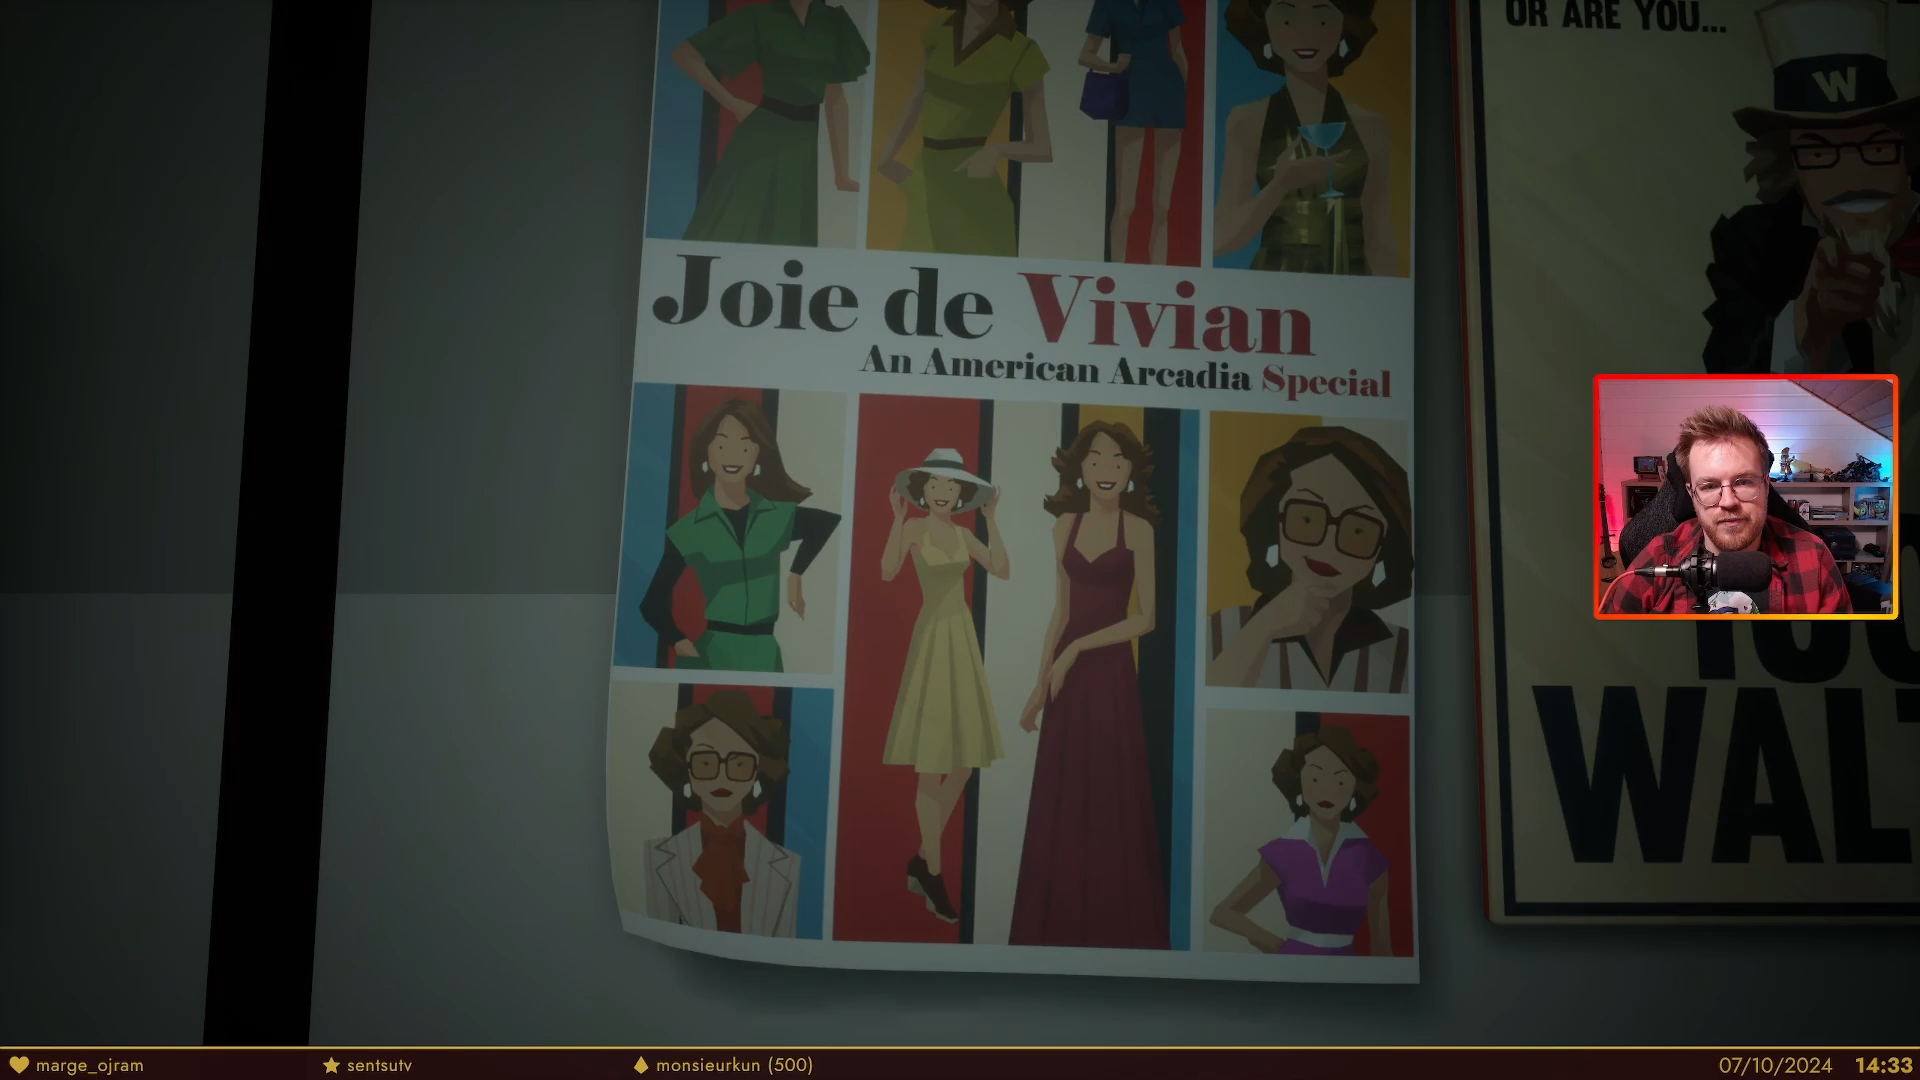 OR ARE YOU...
W
Joie de Vivian
An American Arcadia Special
marge_ojram
sentsutv
monsieurkun (500)
07/10/2024 14:33